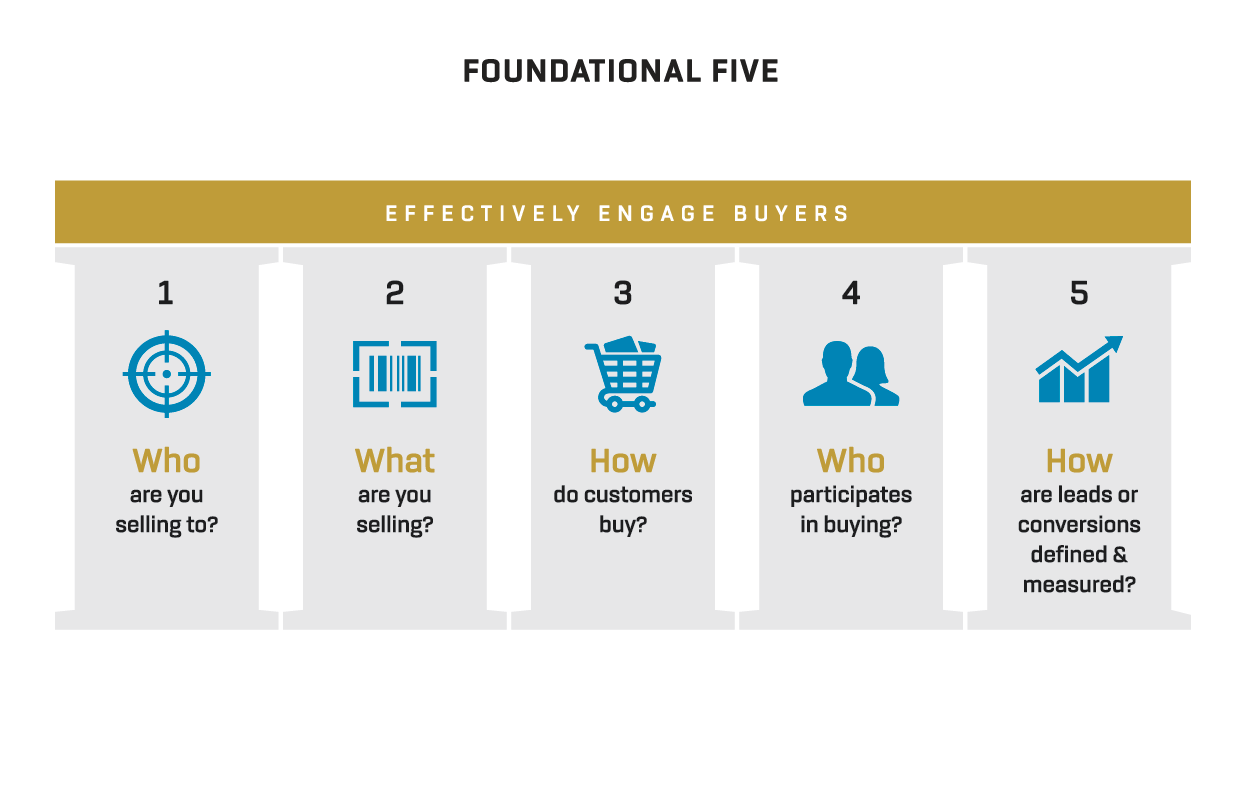 FOUNDATIONAL FIVE
EFFECTIVELY ENGAGE BUYERS
1
Who
are you
selling to?
2
What
are you
selling?
3
How
do customers
buy?
4
Who
participates
in buying?
5
How
are leads or
conversions
defined &
measured?